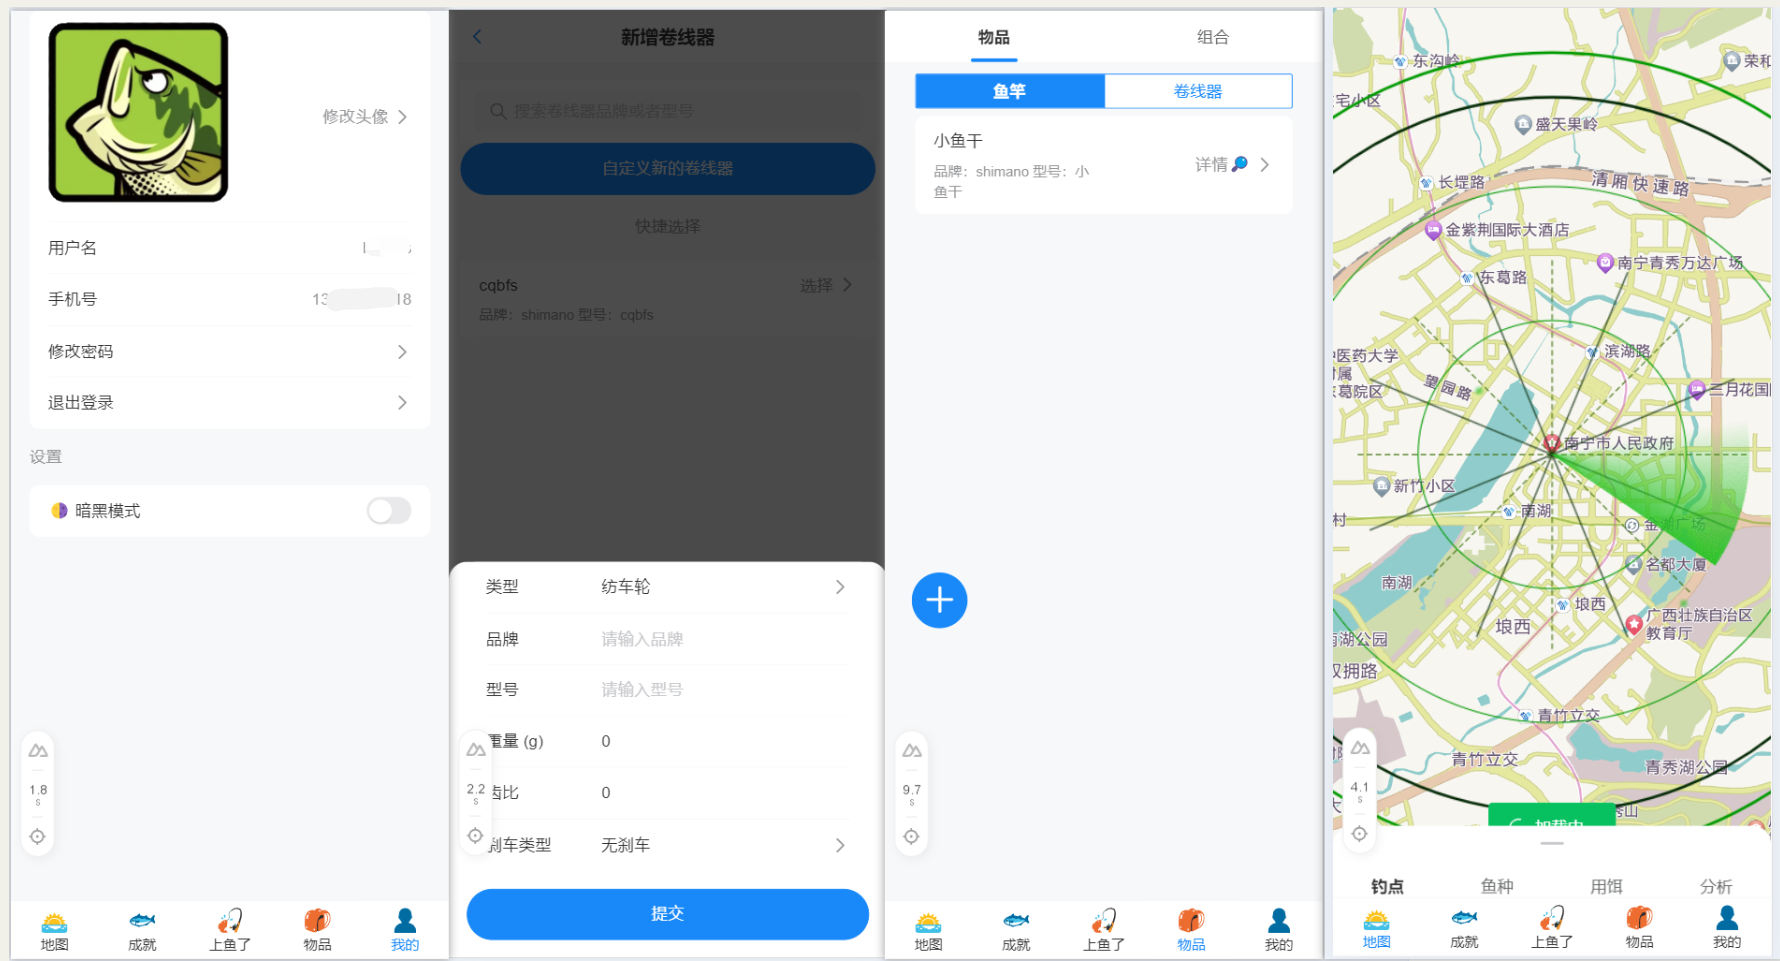 修改头像
用户名
手机号
13
18
修改密码
退出登录
设置
暗黑模式
1.8
s
地图
成就
上鱼了
物品
我的
新增卷线器
搜索卷线器品牌或者型号
自定义新的卷线器
快捷选择
cqbfs
选择
品牌：shimano 型号：cqbfs
类型
纺车轮
品牌
请输入品牌
型号
请输入型号
重量 (g)
0
2.2
s
齿比
0
刹车类型
无刹车
提交
物品
组合
鱼竿
卷线器
小鱼干
品牌：shimano 型号：小
鱼干
详情
9.7
s
地图
成就
上鱼了
物品
我的
东沟岭
荣和
宅小区
盛天果岭
长堽路
清厢快速路
金紫荆国际大酒店
南宁青秀万达广场
东葛路
滨湖路
中医药大学
附属
东葛院区
望园路
三月花国
南宁市人民政府
新竹小区
南湖
村
金湖广场
名都大厦
南湖
埌西
广西壮族自治区
教育厅
埌西
南湖公园
双拥路
青竹立交
青竹立交
青秀湖公园
4.1
s
秀山
加载中
钓点
鱼种
用饵
分析
地图
成就
上鱼了
物品
我的